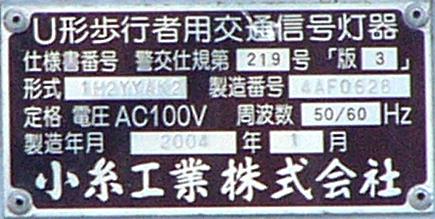 U形歩行者用交通信号灯器
仕様書番号 警交仕規第 219 号 「版 3 」
形式 1H2YYAK2 製造番号 4AF0628
定格 電圧 AC100V 周波数 50/60 Hz
製造年月 2004 年 1 月
小糸工業株式会社